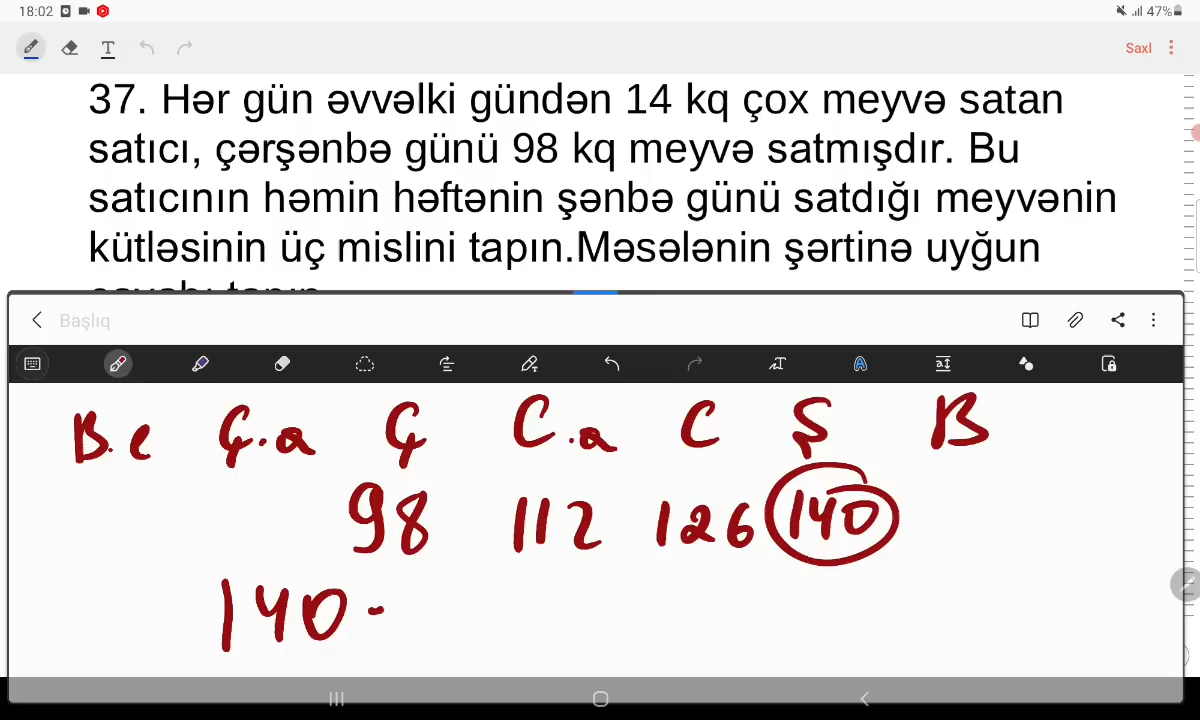 18:02 47%
Saxl
37. Hər gün əvvəlki gündən 14 kq çox meyvə satan
satıcı, çərşənbə günü 98 kq meyvə satmışdır. Bu
satıcının həmin həftənin şənbə günü satdığı meyvənin
kütləsinin üç mislini tapın.Məsələnin şərtinə uyğun
Başlıq
B.e Ç.a Ç C.a C Ş B
98 112 126 140
140 -